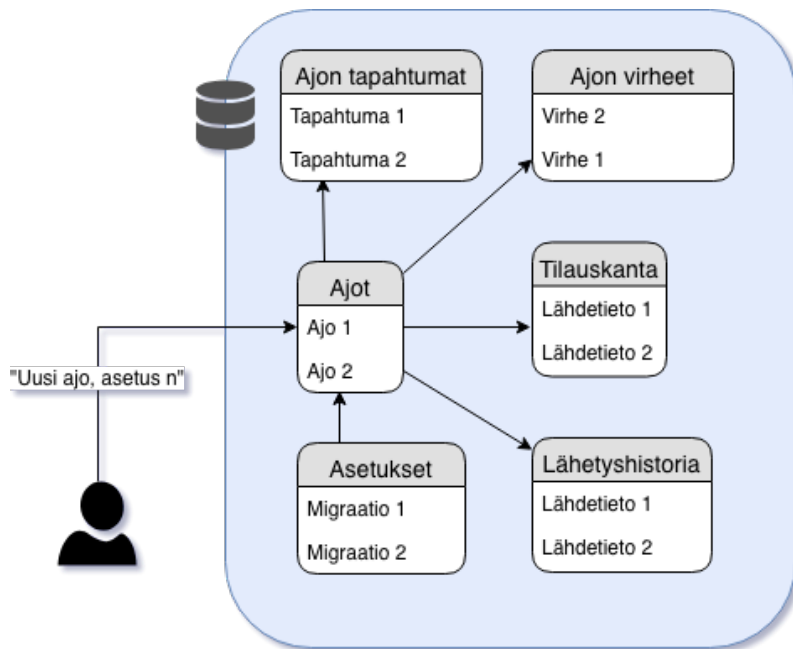 Ajon tapahtumat
Tapahtuma 1
Tapahtuma 2
Ajon virheet
Virhe 2
Virhe 1
Ajot
Ajo 1
Ajo 2
Tilauskanta
Lähdetieto 1
Lähdetieto 2
"Uusi ajo, asetus n"
Asetukset
Migraatio 1
Migraatio 2
Lähetyshistoria
Lähdetieto 1
Lähdetieto 2